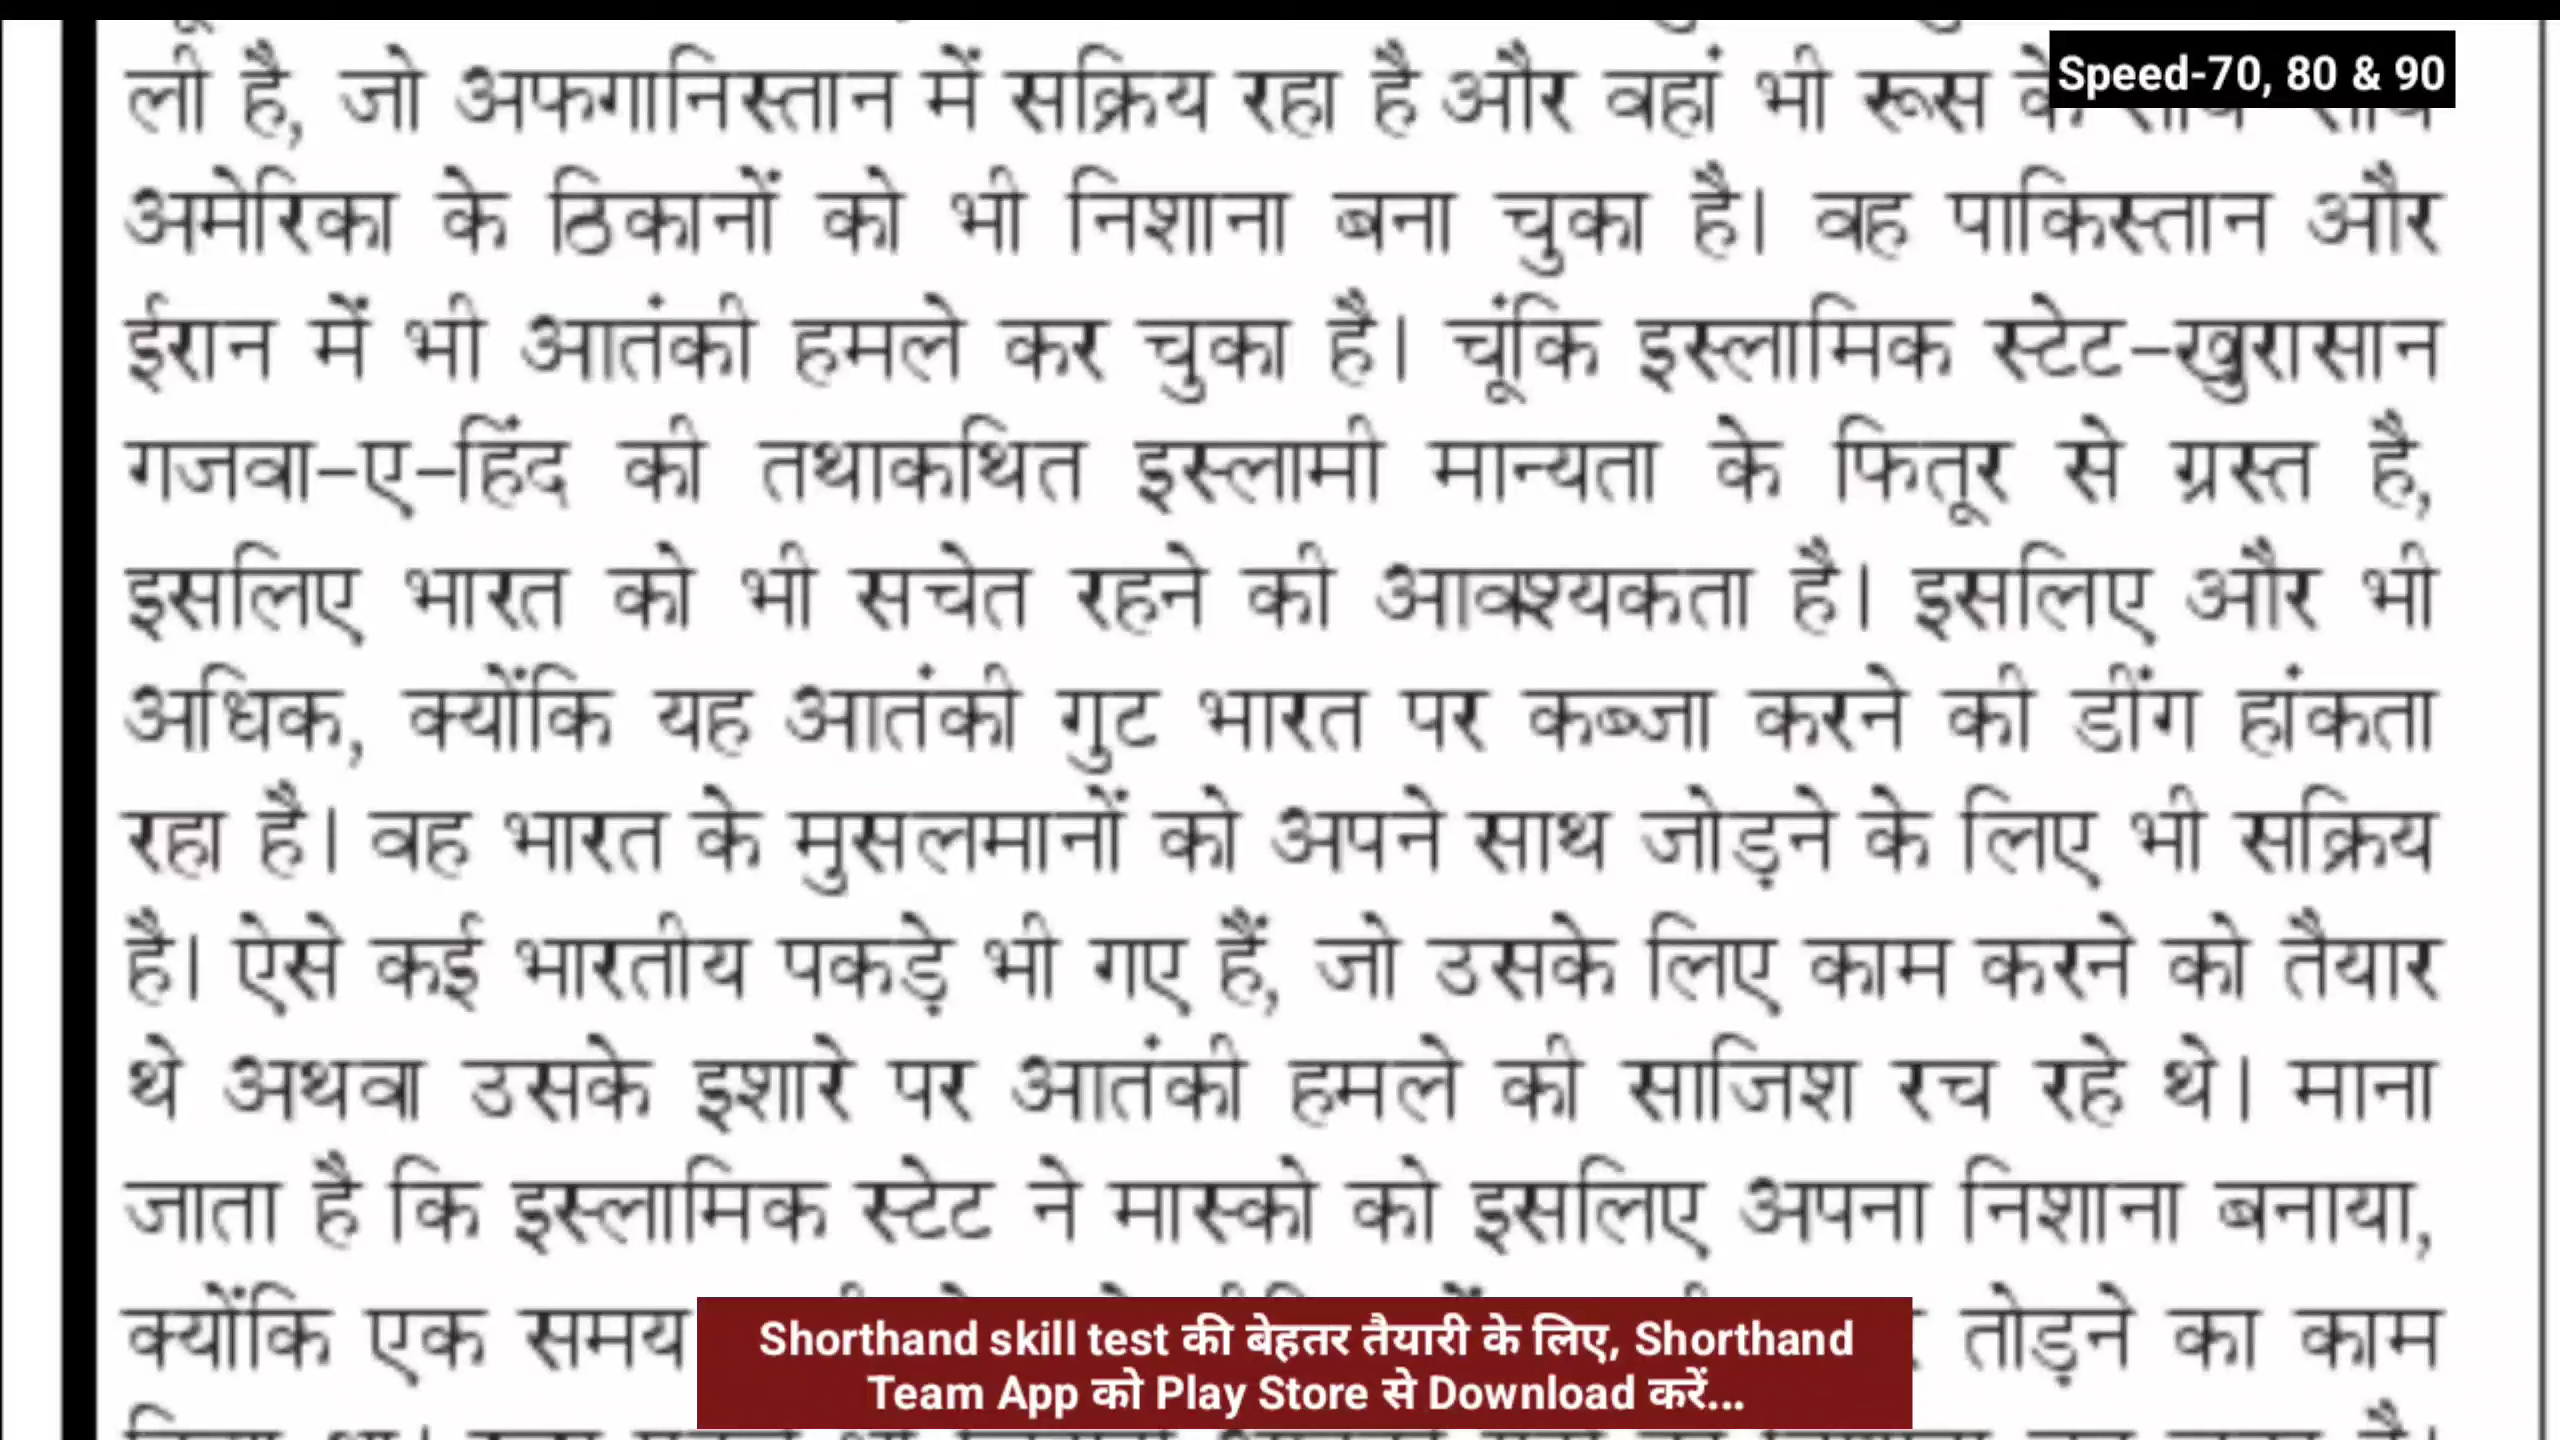 ली है, जो अफगानिस्तान में सक्रिय रहा है और वहां भी रूस के
Speed-70, 80 & 90
अमेरिका के ठिकानों को भी निशाना बना चुका है। वह पाकिस्तान और
ईरान में भी आतंकी हमले कर चुका है। चूंकि इस्लामिक स्टेट-खुरासान
गजवा-ए-हिंद की तथाकथित इस्लामी मान्यता के फितूर से ग्रस्त है,
इसलिए भारत को भी सचेत रहने की आवश्यकता है। इसलिए और भी
अधिक, क्योंकि यह आतंकी गुट भारत पर कब्जा करने की डींग हांकता
रहा है। वह भारत के मुसलमानों को अपने साथ जोड़ने के लिए भी सक्रिय
है। ऐसे कई भारतीय पकड़े भी गए हैं, जो उसके लिए काम करने को तैयार
थे अथवा उसके इशारे पर आतंकी हमले की साजिश रच रहे थे। माना
जाता है कि इस्लामिक स्टेट ने मास्को को इसलिए अपना निशाना बनाया,
क्योंकि एक समय तोड़ने का काम
Shorthand skill test की बेहतर तैयारी के लिए, Shorthand
Team App को Play Store से Download करें...